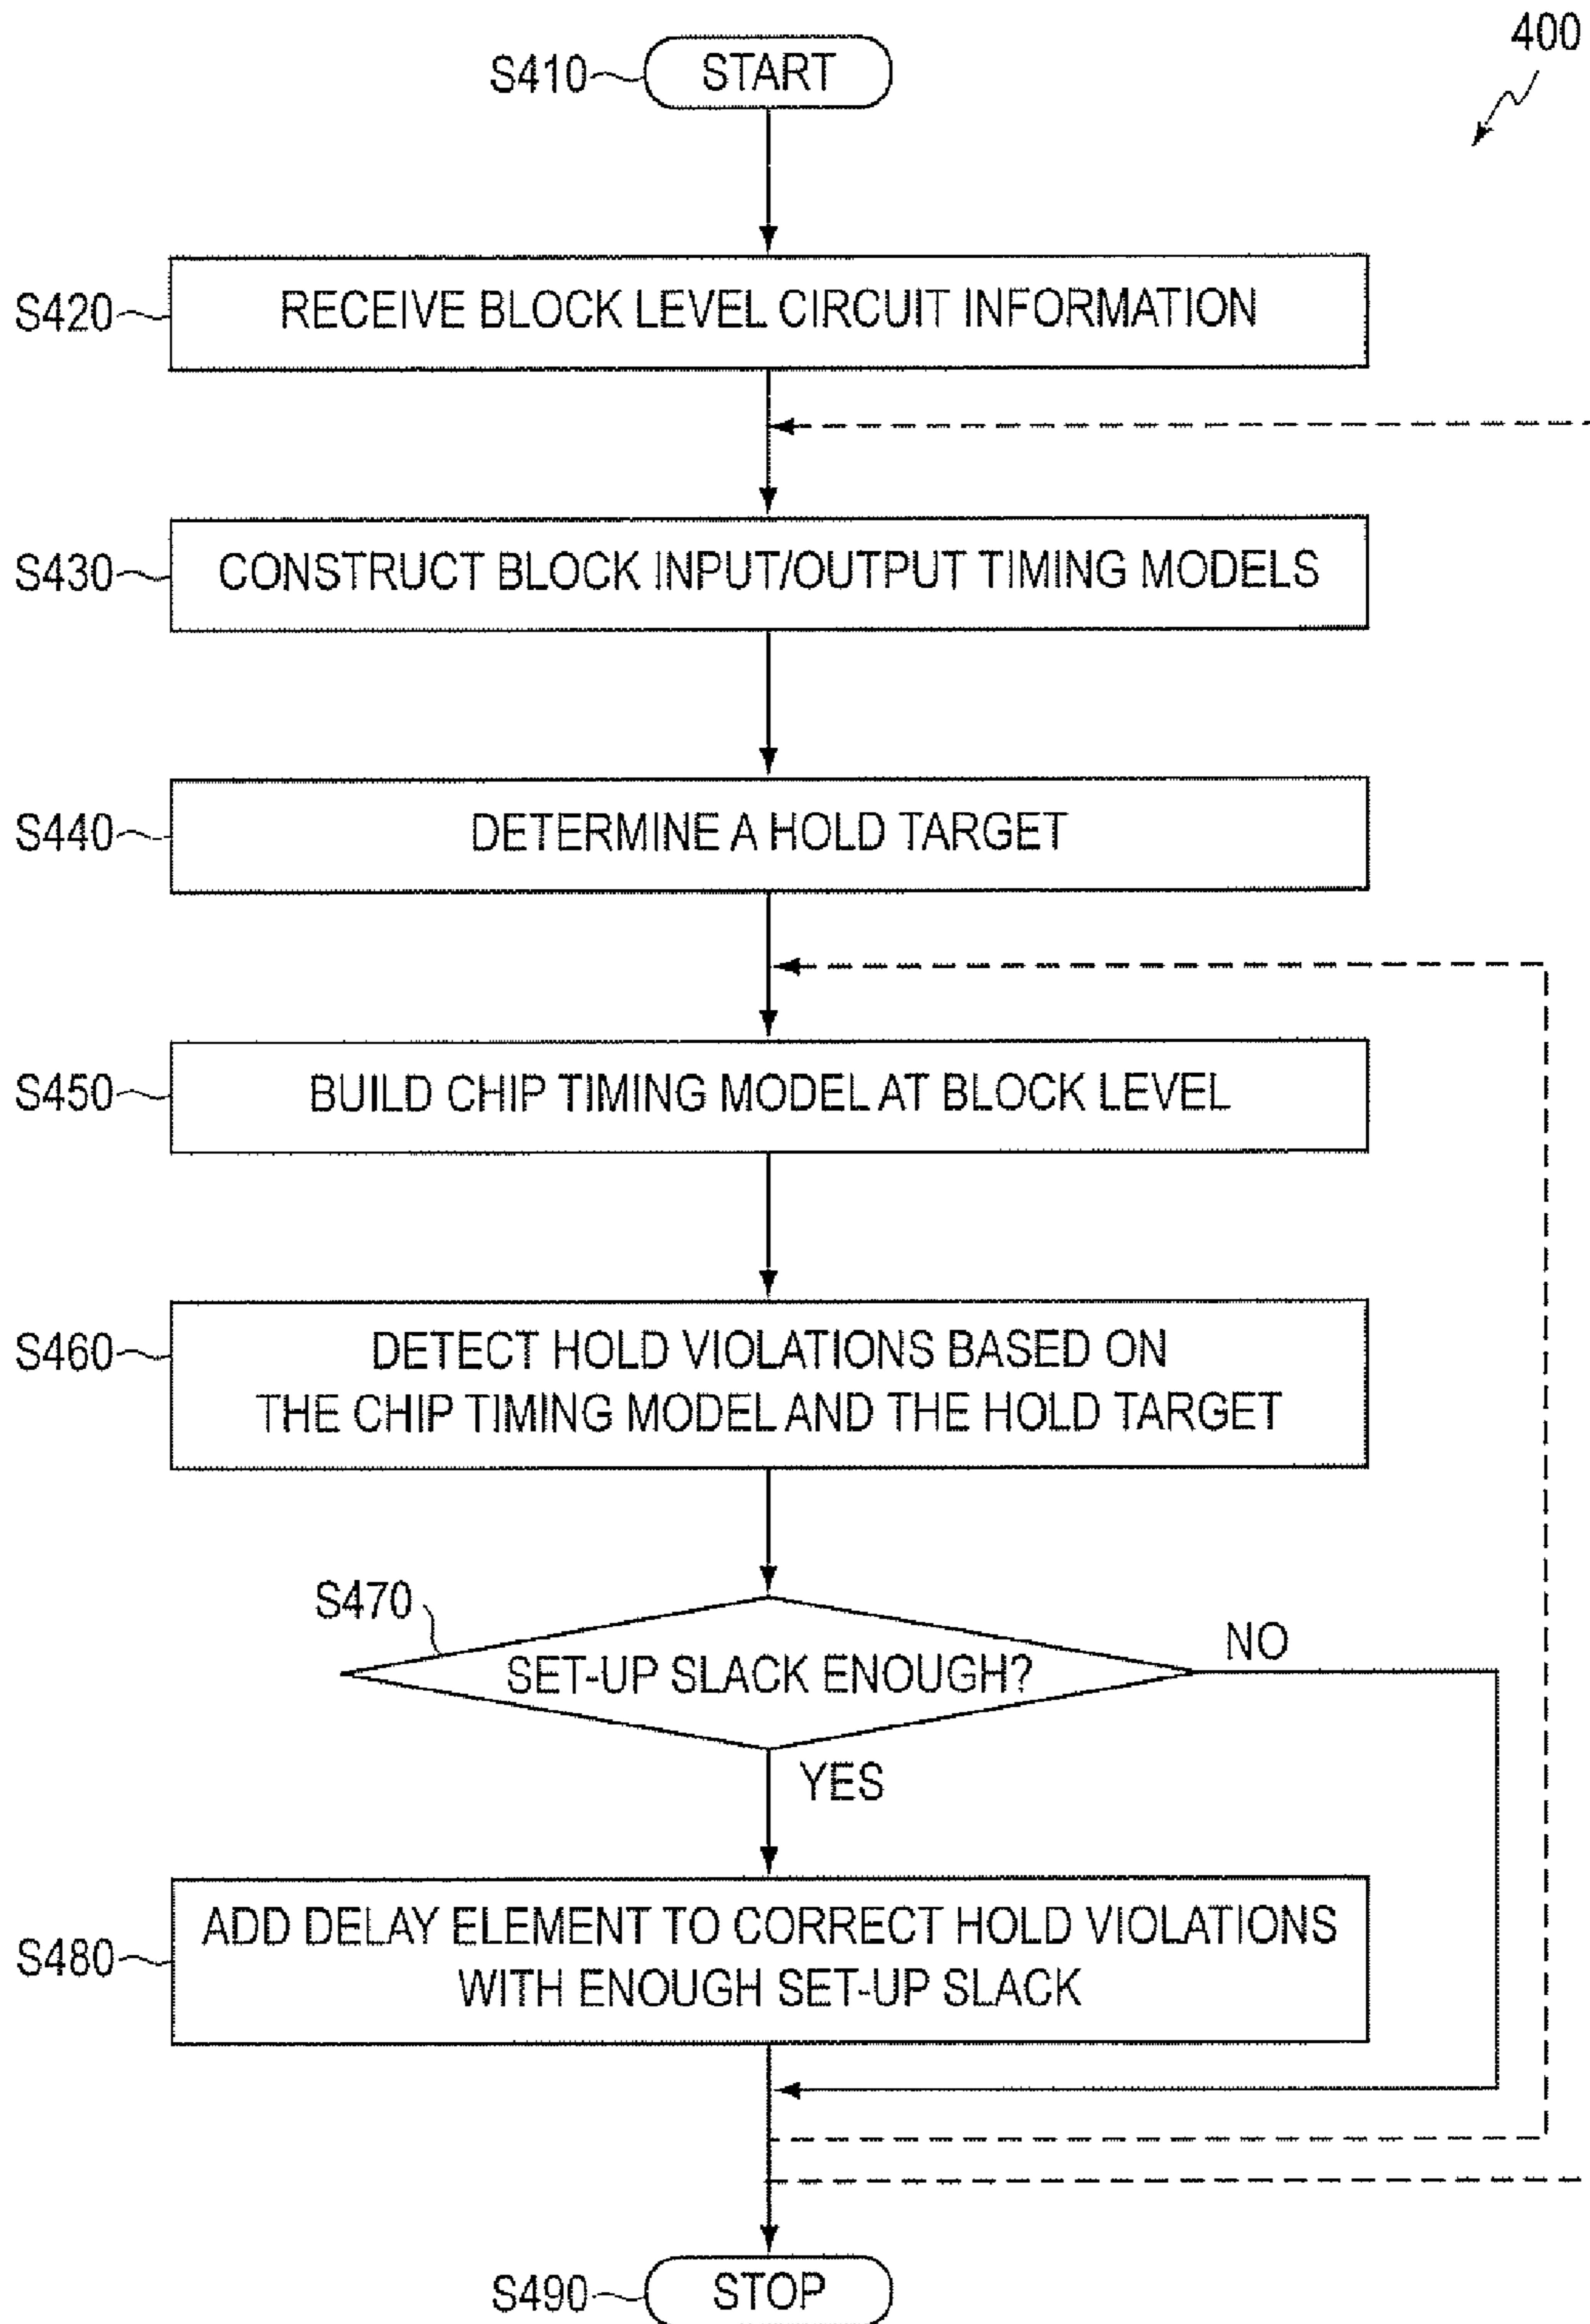 400
S410
START
S420
RECEIVE BLOCK LEVEL CIRCUIT INFORMATION
S430
CONSTRUCT BLOCK INPUT/OUTPUT TIMING MODELS
S440
DETERMINE A HOLD TARGET
S450
BUILD CHIP TIMING MODEL AT BLOCK LEVEL
S460
DETECT HOLD VIOLATIONS BASED ON
THE CHIP TIMING MODEL AND THE HOLD TARGET
S470
SET-UP SLACK ENOUGH?
NO
YES
S480
ADD DELAY ELEMENT TO CORRECT HOLD VIOLATIONS
WITH ENOUGH SET-UP SLACK
S490
STOP